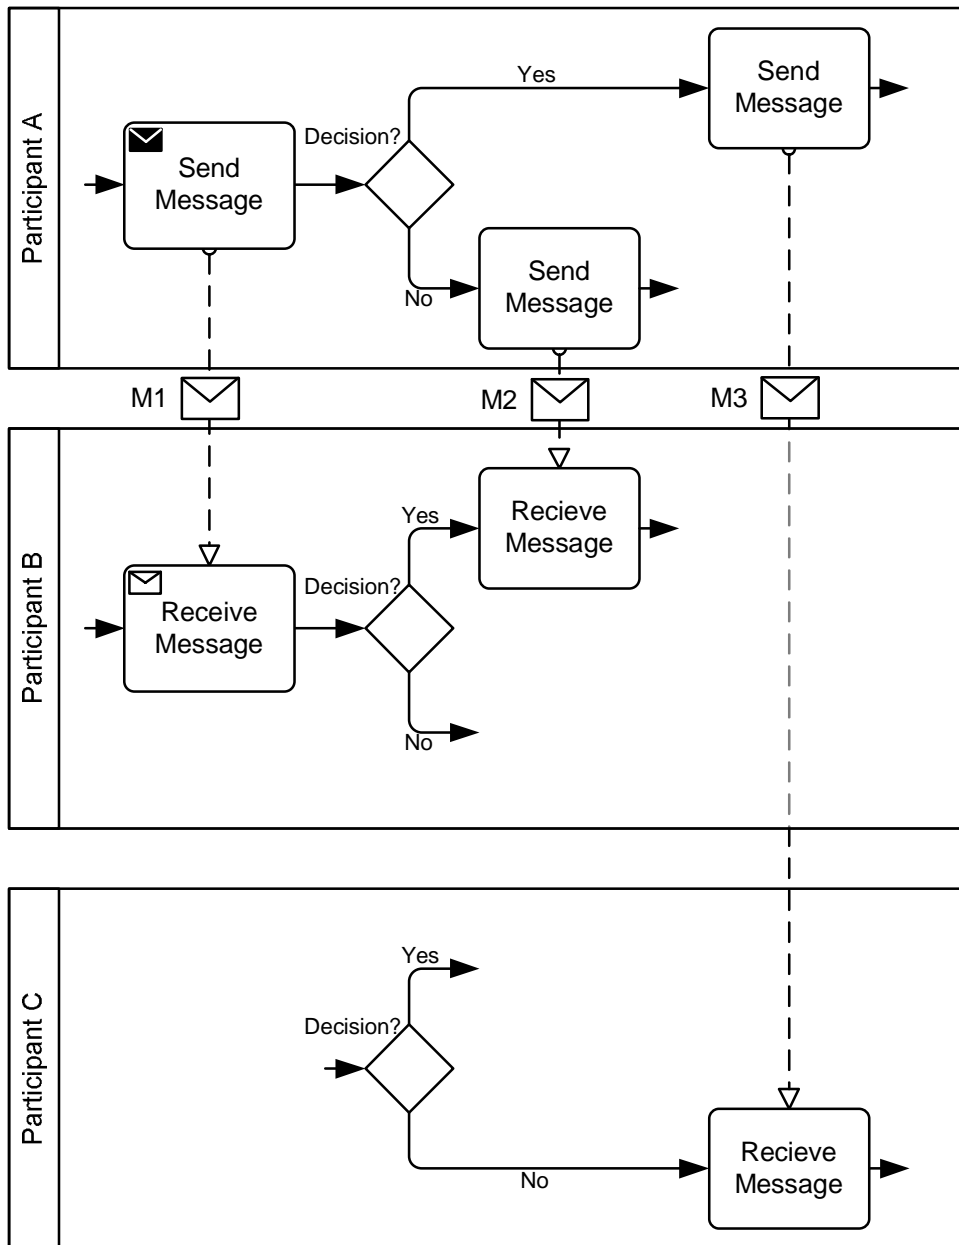 Participant A
Send
Message
Decision?
Yes
Send
Message
No
Send
Message
M1
M2
M3
Participant B
Receive
Message
Decision?
Yes
Recieve
Message
No
Participant C
Decision?
Yes
No
Recieve
Message